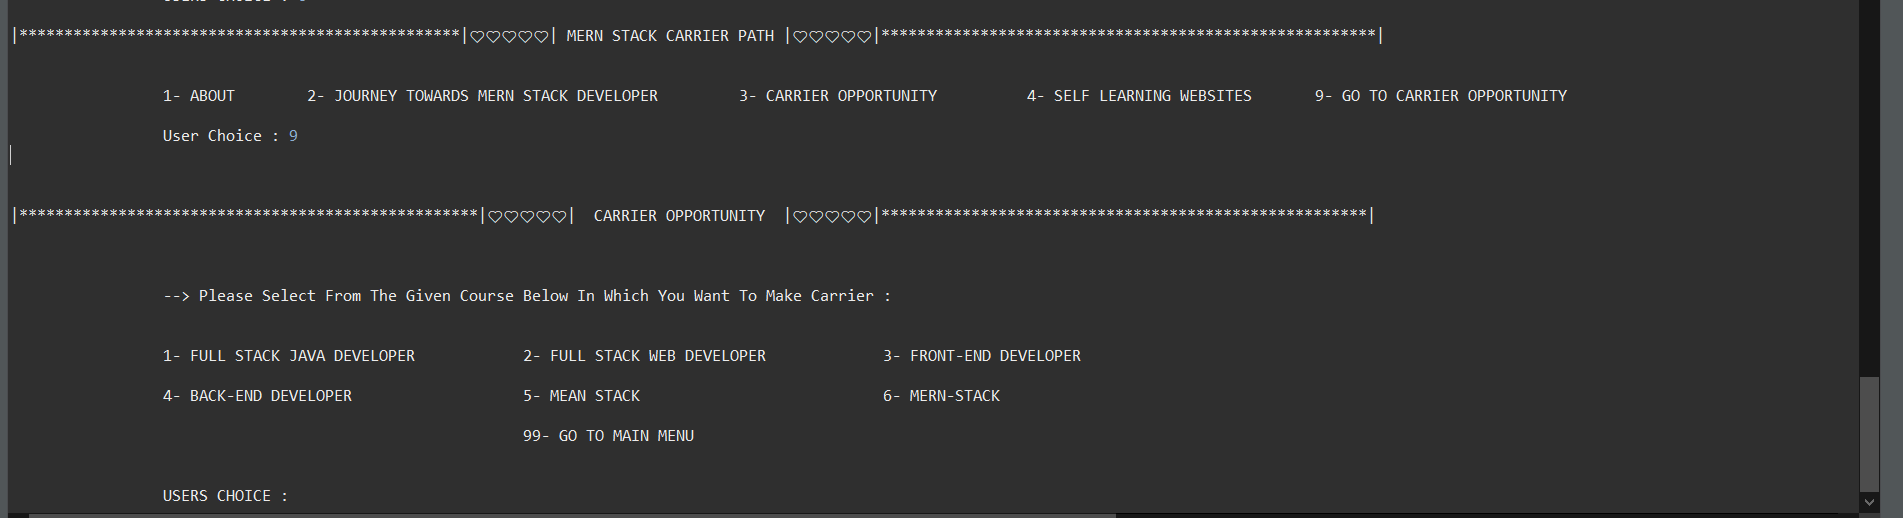 |*************************************************|♡♡♡♡♡| MERN STACK CARRIER PATH |♡♡♡♡♡|*******************************************************|
1- ABOUT 2- JOURNEY TOWARDS MERN STACK DEVELOPER 3- CARRIER OPPORTUNITY 4- SELF LEARNING WEBSITES 9- GO TO CARRIER OPPORTUNITY
User Choice : 9
|***************************************************|♡♡♡♡♡| CARRIER OPPORTUNITY |♡♡♡♡♡|******************************************************|
--> Please Select From The Given Course Below In Which You Want To Make Carrier :
1- FULL STACK JAVA DEVELOPER 2- FULL STACK WEB DEVELOPER 3- FRONT-END DEVELOPER
4- BACK-END DEVELOPER 5- MEAN STACK 6- MERN-STACK
99- GO TO MAIN MENU
USERS CHOICE :